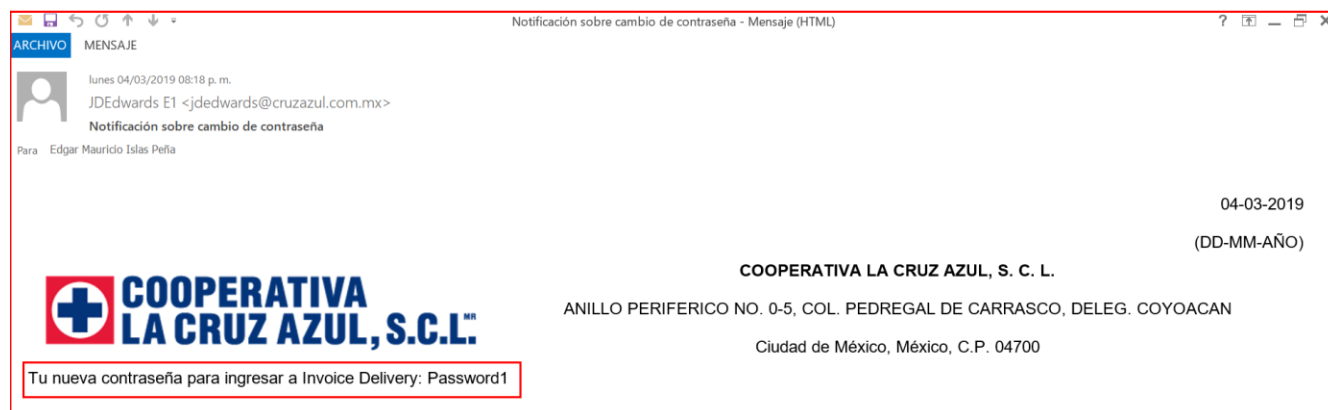 Notificación sobre cambio de contraseña - Mensaje (HTML)
ARCHIVO MENSAJE
lunes 04/03/2019 08:18 p. m.
JDEdwards E1 <jdedwards@cruzazul.com.mx>
Notificación sobre cambio de contraseña
Para Edgar Mauricio Islas Peña
04-03-2019
(DD-MM-AÑO)
COOPERATIVA LA CRUZ AZUL, S. C. L.
ANILLO PERIFERICO NO. 0-5, COL. PEDREGAL DE CARRASCO, DELEG. COYOACAN
Ciudad de México, México, C.P. 04700
COOPERATIVA
LA CRUZ AZUL, S.C.L. MR
Tu nueva contraseña para ingresar a Invoice Delivery: Password1